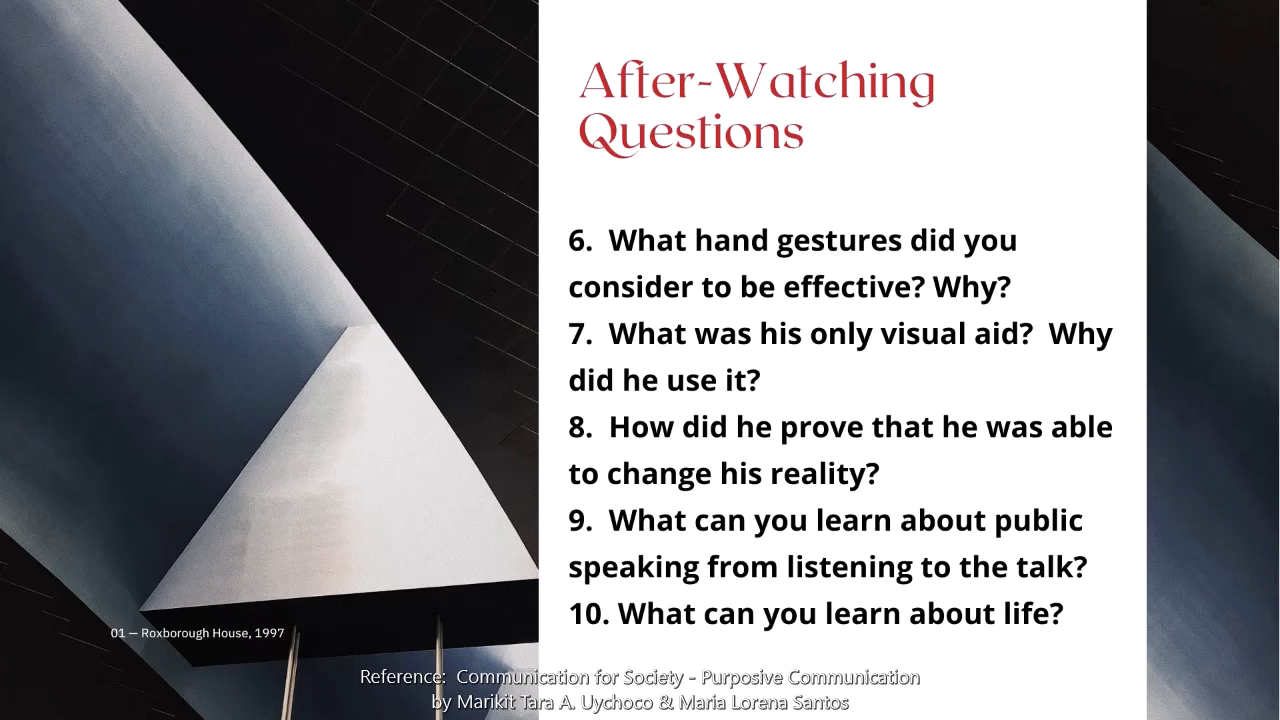 After-Watching
Questions
6.  What hand gestures did you
consider to be effective? Why?
7.  What was his only visual aid?  Why
did he use it?
8.  How did he prove that he was able
to change his reality?
9.  What can you learn about public
speaking from listening to the talk?
10. What can you learn about life?
01 — Roxborough House, 1997
Reference:  Communication for Society - Purposive Communication
by Marikit Tara A. Uychoco & Maria Lorena Santos